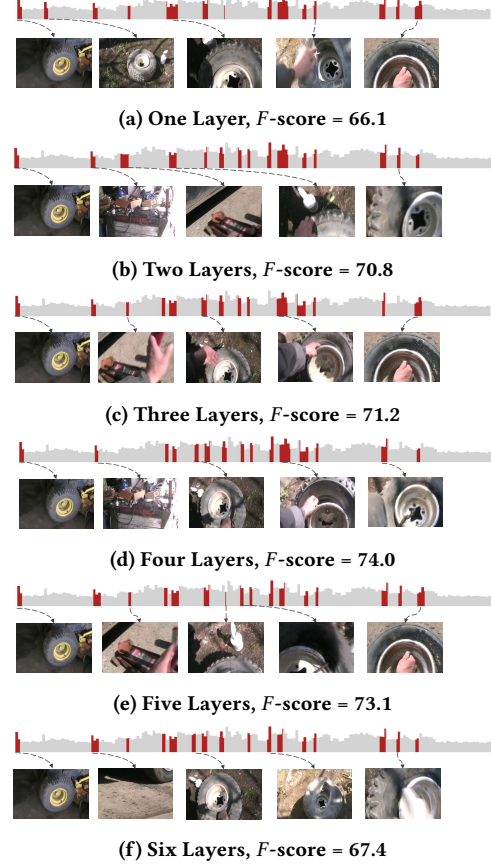 (a) One Layer, F-score = 66.1
(b) Two Layers, F-score = 70.8
(c) Three Layers, F-score = 71.2
(d) Four Layers, F-score = 74.0
(e) Five Layers, F-score = 73.1
(f) Six Layers, F-score = 67.4